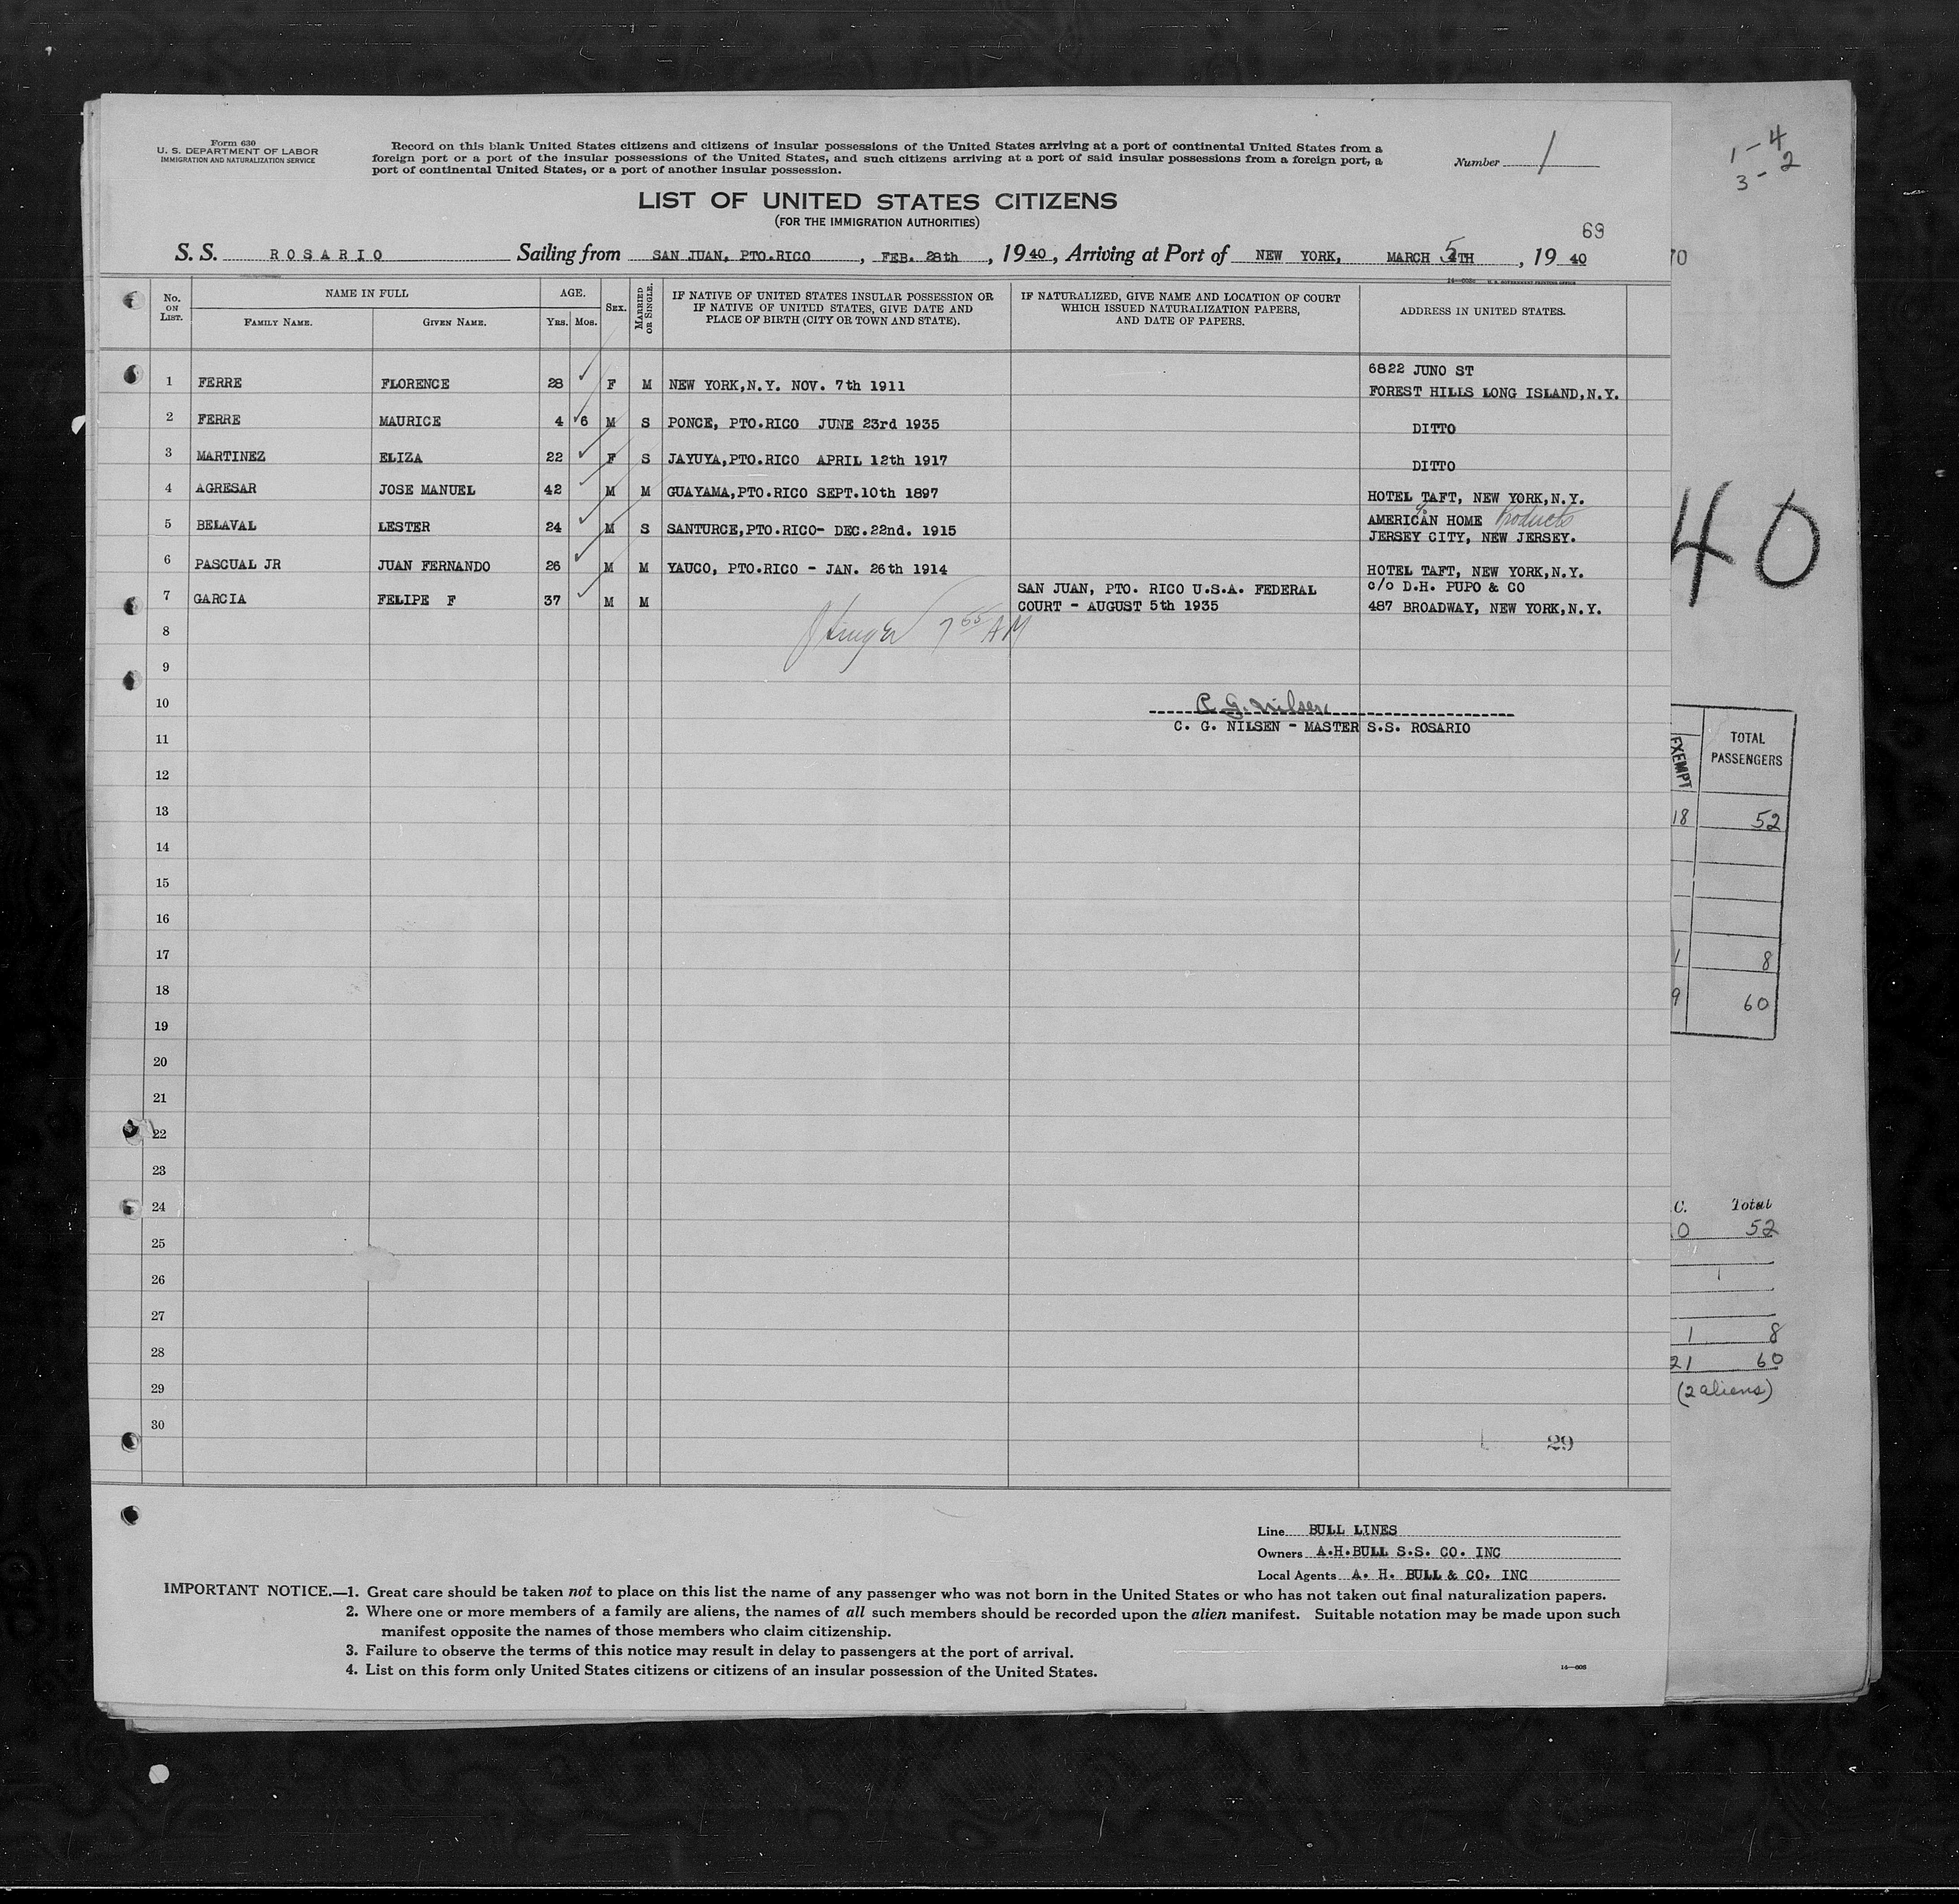 Form 630
U. S. DEPARTMENT OF LABOR
IMMIGRATION AND NATURALIZATION SERVICE
Record on this blank United States citizens and citizens of insular possessions of the United States arriving at a port of continental United States from a
foreign port or a port of the insular possessions of the United States, and such citizens arriving at a port of said insular possessions from a foreign port, a
port of continental United States, or a port of another insular possession.
Number 1
1-4
3-2
LIST OF UNITED STATES CITIZENS
(FOR THE IMMIGRATION AUTHORITIES)
69
S. S. ROSARIO Sailing from SAN JUAN, PTO.RICO, FEB. 28th, 1940, Arriving at Port of NEW YORK, MARCH 5TH, 1940
70
No. ON LIST. NAME IN FULL FAMILY NAME. GIVEN NAME. AGE. YRS. MOS. SEX. MARRIED OR SINGLE. IF NATIVE OF UNITED STATES INSULAR POSSESSION OR IF NATIVE OF UNITED STATES, GIVE DATE AND PLACE OF BIRTH (CITY OR TOWN AND STATE). IF NATURALIZED, GIVE NAME AND LOCATION OF COURT WHICH ISSUED NATURALIZATION PAPERS, AND DATE OF PAPERS. ADDRESS IN UNITED STATES.
6822 JUNO ST
1 FERRE FLORENCE 28 F M NEW YORK,N.Y. NOV. 7th 1911 FOREST HILLS LONG ISLAND,N.Y.
2 FERRE MAURICE 4 6 M S PONCE, PTO.RICO JUNE 23rd 1935 DITTO
3 MARTINEZ ELIZA 22 F S JAYUYA,PTO.RICO APRIL 12th 1917 DITTO
4 AGRESAR JOSE MANUEL 42 M M GUAYAMA,PTO.RICO SEPT.10th 1897 HOTEL TAFT, NEW YORK,N.Y.
AMERICAN HOME Products
5 BELAVAL LESTER 24 M S SANTURCE,PTO.RICO- DEC.22nd. 1915 JERSEY CITY, NEW JERSEY.
6 PASCUAL JR JUAN FERNANDO 26 M M YAUCO, PTO.RICO - JAN. 26th 1914 HOTEL TAFT, NEW YORK,N.Y.
SAN JUAN, PTO. RICO U.S.A. FEDERAL c/o D.H. PUPO & CO
7 GARCIA FELIPE F 37 M M COURT - AUGUST 5th 1935 487 BROADWAY, NEW YORK,N.Y.
40
8
7 55 AM
9
10
C. G. Nilsen
C. G. NILSEN - MASTER S.S. ROSARIO
11
12
13
14
15
16
17
18
19
20
21
22
23
24
25
26
27
28
29
30
29
EXEMPT TOTAL PASSENGERS
18 52
1 8
9 60
C. Total
0 52
1 8
21 60
(2 aliens)
Line BULL LINES
Owners A.H.BULL S.S. CO. INC
Local Agents A. H. BULL & CO. INC
IMPORTANT NOTICE.—1. Great care should be taken not to place on this list the name of any passenger who was not born in the United States or who has not taken out final naturalization papers.
2. Where one or more members of a family are aliens, the names of all such members should be recorded upon the alien manifest. Suitable notation may be made upon such
manifest opposite the names of those members who claim citizenship.
3. Failure to observe the terms of this notice may result in delay to passengers at the port of arrival.
4. List on this form only United States citizens or citizens of an insular possession of the United States.